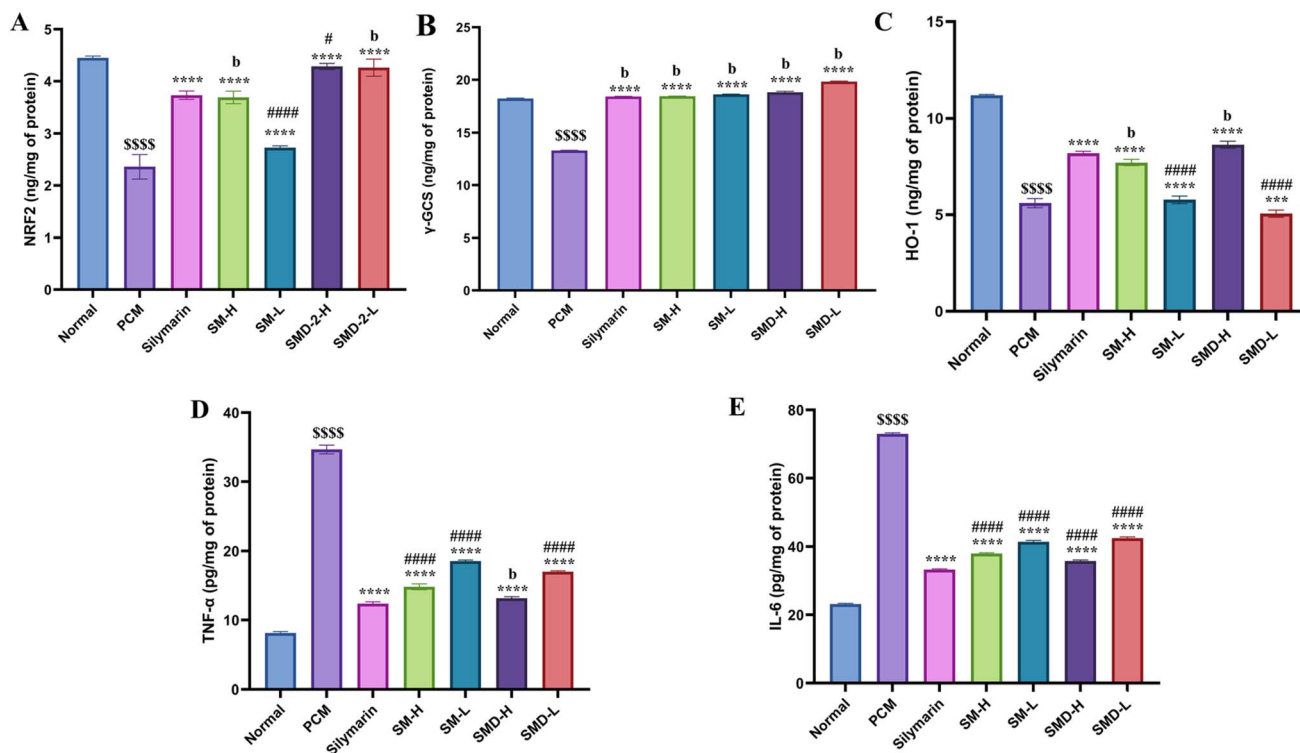 A
NRF2 (ng/mg of protein)
5
4
3
2
1
0
$$$$
****
b
****
####
****
#
****
b
****
Normal
PCM
Silymarin
SM-H
SM-L
SMD-2-H
SMD-2-L
B
γ-GCS (ng/mg of protein)
25
20
15
10
5
0
$$$$
b
****
b
****
b
****
b
****
b
****
Normal
PCM
Silymarin
SM-H
SM-L
SMD-H
SMD-L
C
HO-1 (ng/mg of protein)
15
10
5
0
$$$$
****
b
****
####
****
b
****
####
***
Normal
PCM
Silymarin
SM-H
SM-L
SMD-H
SMD-L
D
TNF-α (pg/mg of protein)
40
30
20
10
0
$$$$
****
####
****
####
****
b
****
####
****
Normal
PCM
Silymarin
SM-H
SM-L
SMD-H
SMD-L
E
IL-6 (pg/mg of protein)
80
60
40
20
0
$$$$
****
####
****
####
****
####
****
####
****
Normal
PCM
Silymarin
SM-H
SM-L
SMD-H
SMD-L